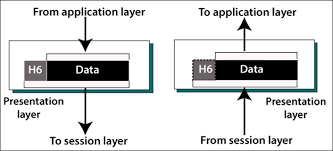 From application layer
H6 Data
Presentation
layer
To session layer
To application layer
H6 Data
Presentation
layer
From session layer